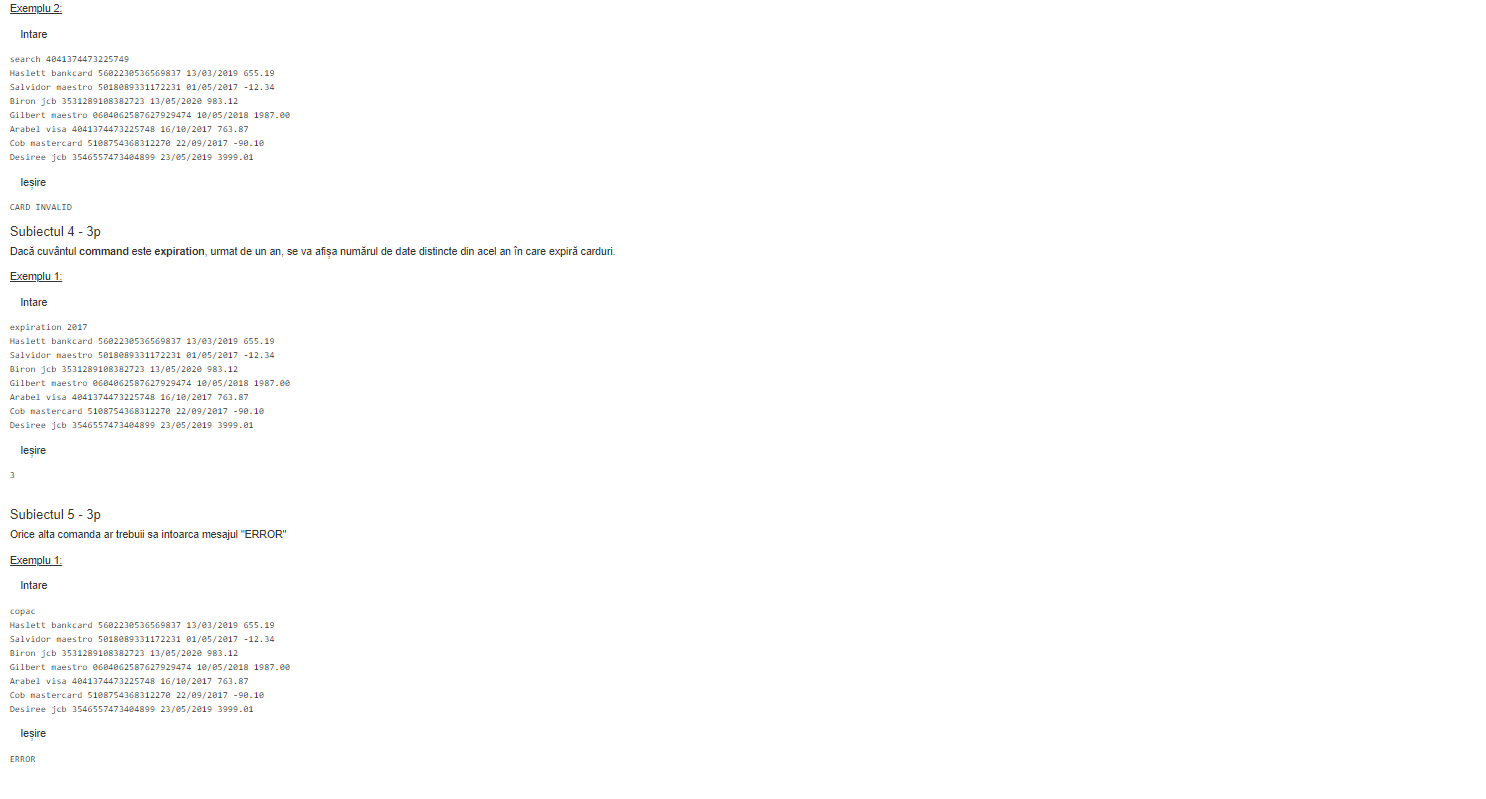 Exemplu 2:
Intare
search 4041374473225749
Haslett bankcard 5602230536569837 13/03/2019 655.19
Salvidor maestro 5018089331172231 01/05/2017 -12.34
Biron jcb 3531289108382723 13/05/2020 983.12
Gilbert maestro 0604062587627929474 10/05/2018 1987.00
Arabel visa 4041374473225748 16/10/2017 763.87
Cob mastercard 5108754368312270 22/09/2017 -90.10
Desiree jcb 3546557473404899 23/05/2019 3999.01
Ieșire
CARD INVALID
Subiectul 4 - 3p
Dacă cuvântul command este expiration, urmat de un an, se va afișa numărul de date distincte din acel an în care expiră carduri.
Exemplu 1:
Intare
expiration 2017
Haslett bankcard 5602230536569837 13/03/2019 655.19
Salvidor maestro 5018089331172231 01/05/2017 -12.34
Biron jcb 3531289108382723 13/05/2020 983.12
Gilbert maestro 0604062587627929474 10/05/2018 1987.00
Arabel visa 4041374473225748 16/10/2017 763.87
Cob mastercard 5108754368312270 22/09/2017 -90.10
Desiree jcb 3546557473404899 23/05/2019 3999.01
Ieșire
3
Subiectul 5 - 3p
Orice alta comanda ar trebuii sa intoarca mesajul "ERROR"
Exemplu 1:
Intare
copac
Haslett bankcard 5602230536569837 13/03/2019 655.19
Salvidor maestro 5018089331172231 01/05/2017 -12.34
Biron jcb 3531289108382723 13/05/2020 983.12
Gilbert maestro 0604062587627929474 10/05/2018 1987.00
Arabel visa 4041374473225748 16/10/2017 763.87
Cob mastercard 5108754368312270 22/09/2017 -90.10
Desiree jcb 3546557473404899 23/05/2019 3999.01
Ieșire
ERROR